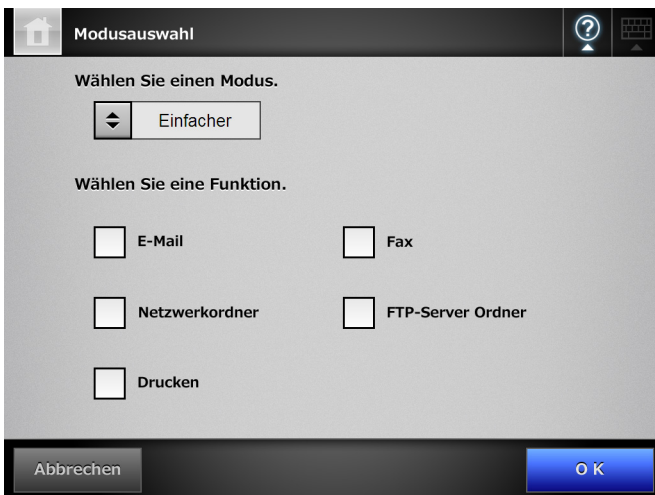 Modusauswahl
Wählen Sie einen Modus.
Einfacher
Wählen Sie eine Funktion.
E-Mail
Fax
Netzwerkordner
FTP-Server Ordner
Drucken
Abbrechen
OK